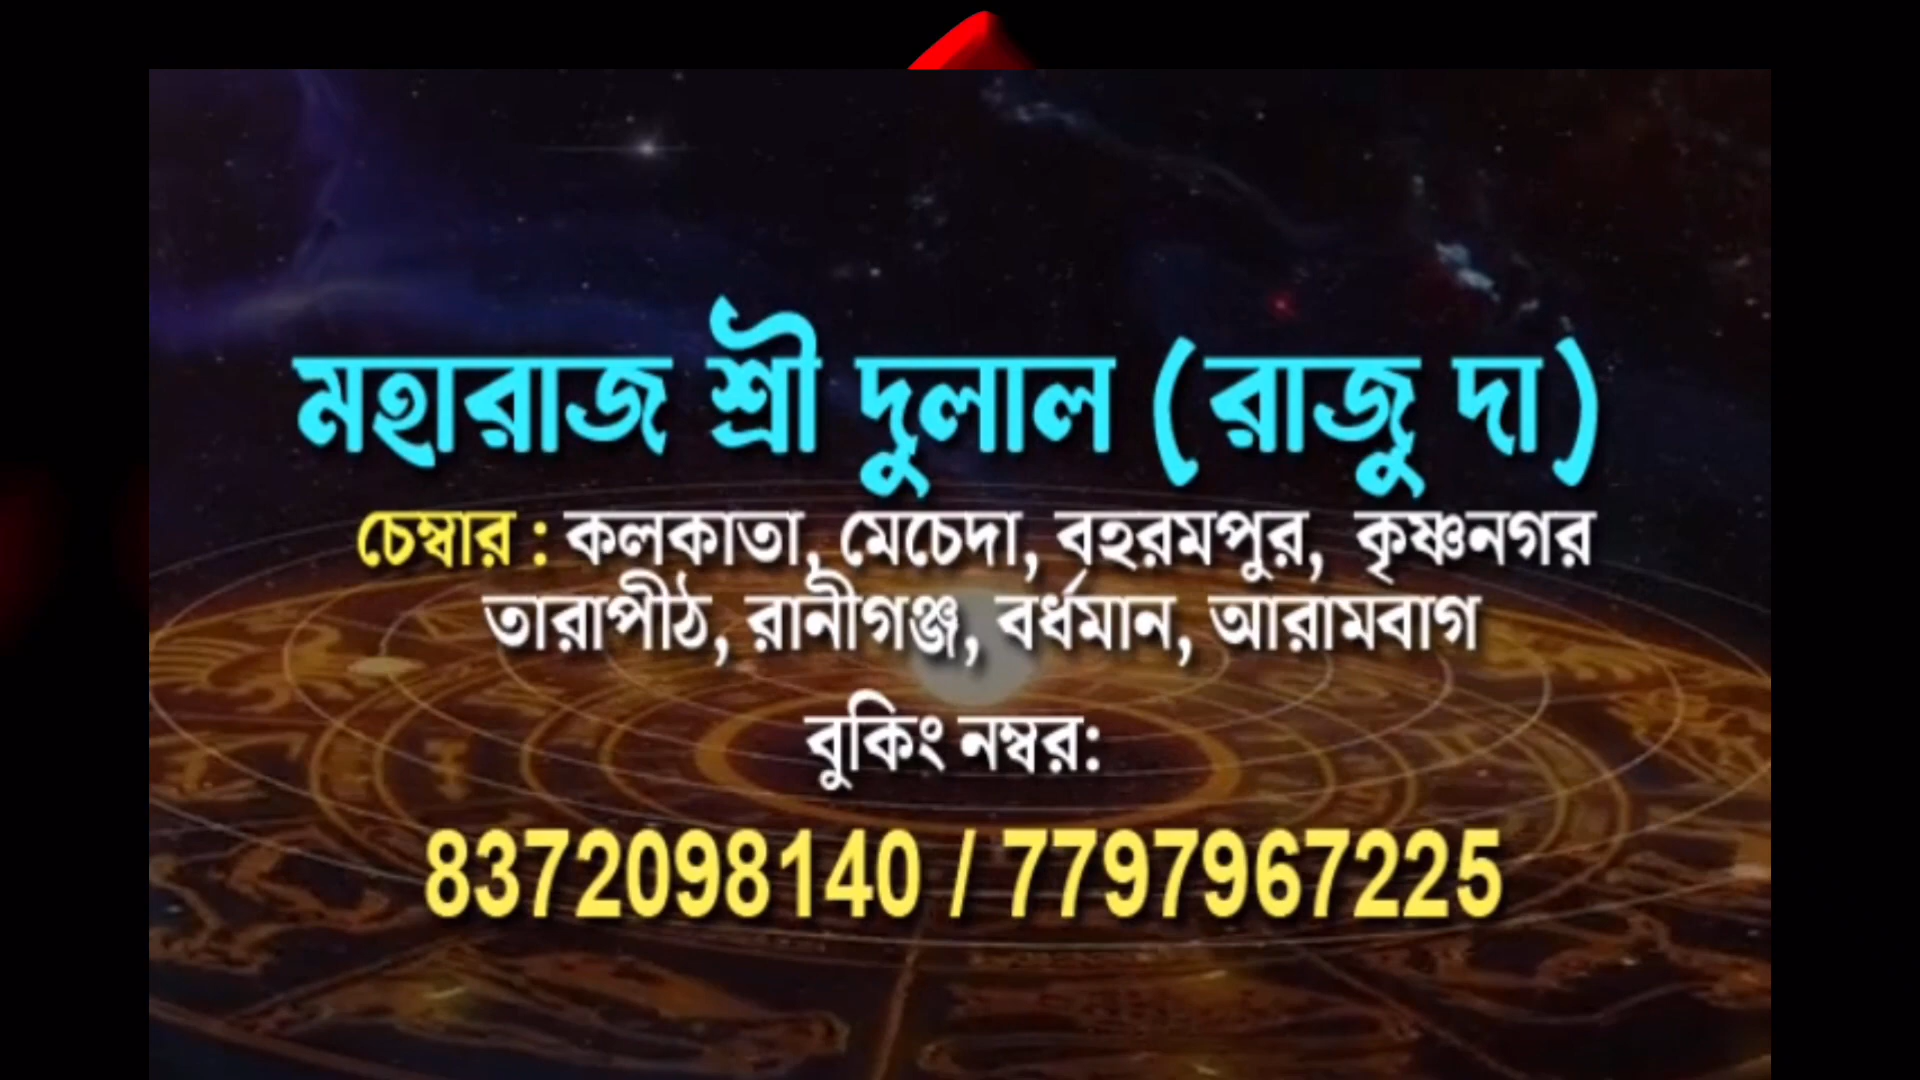 মহারাজ শ্রী দুলাল (রাজু দা)
চেম্বার : কলকাতা, মেচেদা, বহরমপুর, কৃষ্ণনগর
তারাপীঠ, রানীগঞ্জ, বর্ধমান, আরামবাগ
বুকিং নম্বর:
8372098140 / 7797967225